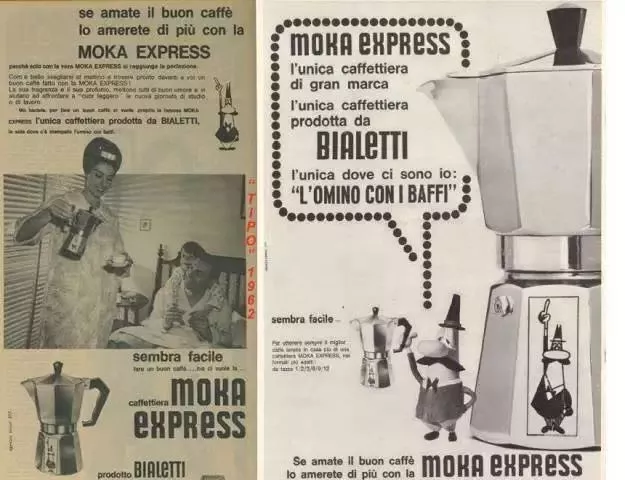 se amate il buon caffè
lo amerete di più con la
MOKA EXPRESS
perchè solo con la vera MOKA EXPRESS si raggiunge la perfezione.
Com'è bello svegliarsi al mattino e trovare pronto davanti a voi un
buon caffè fatto con la MOKA EXPRESS!
La sua fragranza e il suo profumo, mettono tutti di buon umore e vi
aiutano ad affrontare a "cuor leggero" la nuova giornata di studio
o di lavoro.
Ma badate, per fare un buon caffè ci vuole proprio la famosa MOKA
EXPRESS l'unica caffettiera prodotta da BIALETTI,
la sola dove c'è stampato l'omino coi baffi.
"TIPO" 1962
sembra facile
fare un buon caffè.....ma ci vuole la...
caffettiera MOKA
EXPRESS
prodotto BIALETTI
MOKA EXPRESS
l'unica caffettiera
di gran marca
l'unica caffettiera
prodotta da
BIALETTI
l'unica dove ci sono io:
"L'OMINO CON I BAFFI"
sembra facile...
Per ottenere sempre il miglior
caffè amate in casa più di una
caffettiera MOKA EXPRESS, nei
formati più adatti:
da tazze 1/2/3/6/9/12
Se amate il buon caffè
lo amerete di più con la MOKA EXPRESS